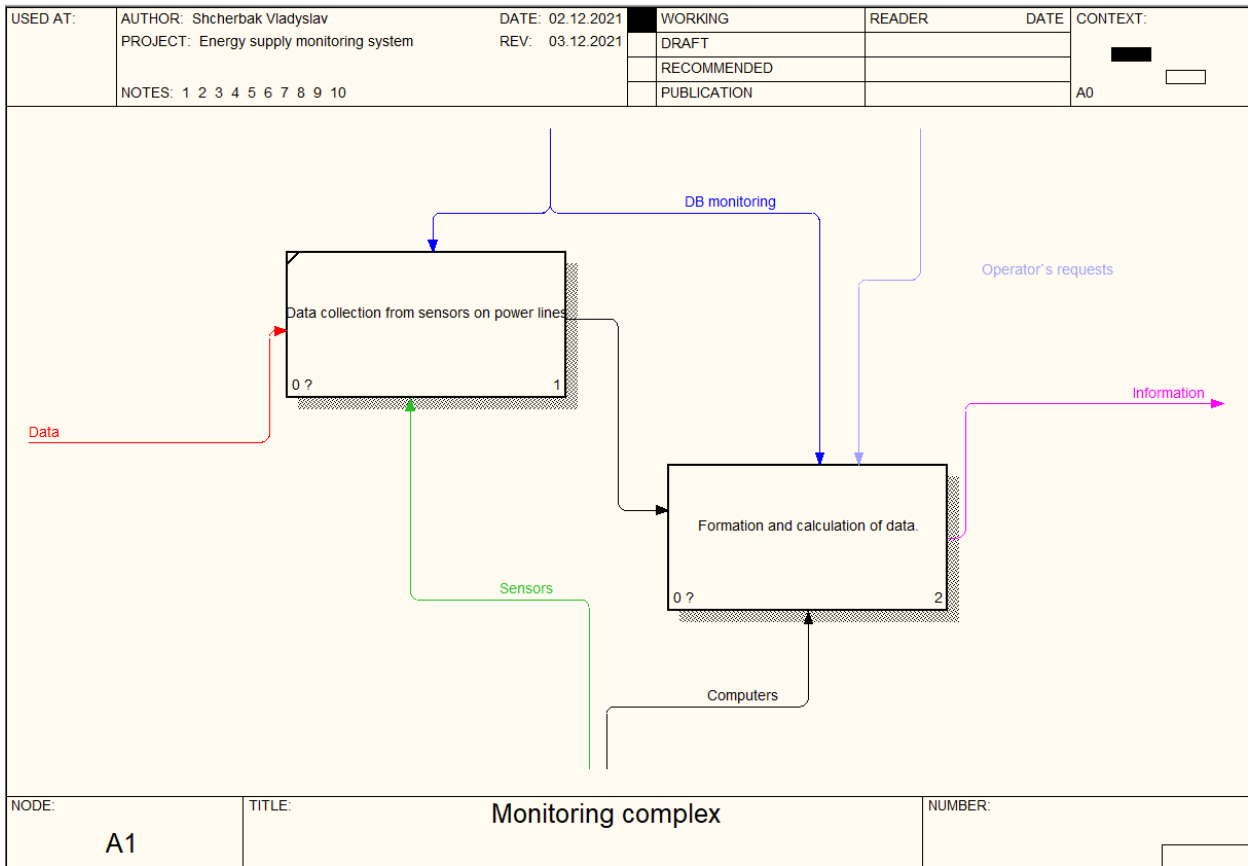 USED AT:
AUTHOR: Shcherbak Vladyslav
DATE: 02.12.2021
WORKING
READER
DATE
CONTEXT:
PROJECT: Energy supply monitoring system
REV: 03.12.2021
DRAFT
RECOMMENDED
NOTES: 1 2 3 4 5 6 7 8 9 10
PUBLICATION
A0
DB monitoring
Operator`s requests
Data collection from sensors on power lines
0 ?
1
Information
Data
Formation and calculation of data.
Sensors
0 ?
2
Computers
NODE:
TITLE:
Monitoring complex
NUMBER:
A1